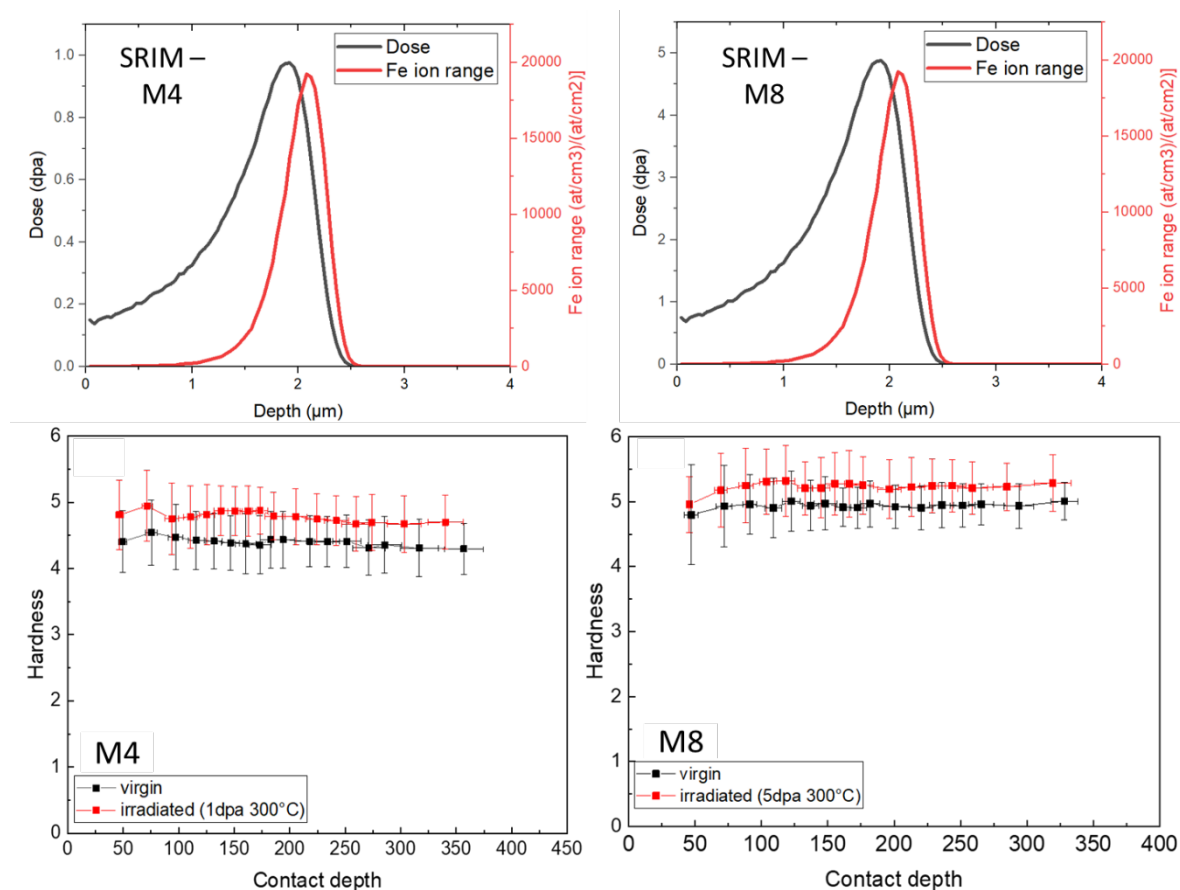 SRIM –
M4
Dose
Fe ion range
Dose (dpa)
1.0
0.8
0.6
0.4
0.2
0.0
20000
15000
10000
5000
0
Fe ion range (at/cm3)/(at/cm2)]
0
1
2
3
4
Depth (µm)
SRIM –
M8
Dose
Fe ion range
Dose (dpa)
5
4
3
2
1
0
20000
15000
10000
5000
0
Fe ion range (at/cm3)/(at/cm2)]
0
1
2
3
4
Depth (µm)
Hardness
6
5
4
3
2
1
0
M4
virgin
irradiated (1dpa 300°C)
0 50 100 150 200 250 300 350 400 450
Contact depth
Hardness
6
5
4
3
2
1
0
M8
virgin
irradiated (5dpa 300°C)
0 50 100 150 200 250 300 350 400
Contact depth